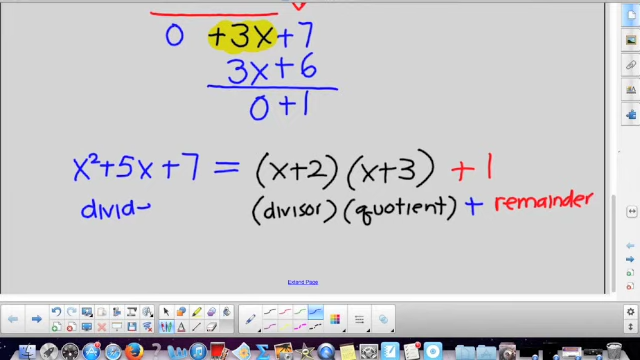 0 +3x +7
3x + 6
0 + 1
x² + 5x + 7 = (x+2) (x+3) + 1
divid (divisor) (quotient) + remainder
Extend Page